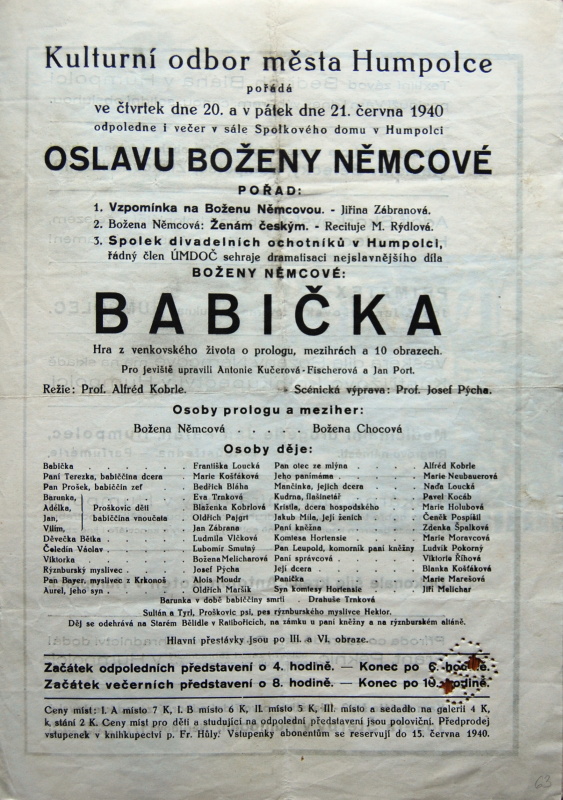 Kulturní odbor města Humpolce
pořádá
ve čtvrtek dne 20. a v pátek dne 21. června 1940
odpoledne i večer v sále Spolkového domu v Humpolci
OSLAVU BOŽENY NĚMCOVÉ
POŘAD:
1. Vzpomínka na Boženu Němcovou. - Jiřina Zábranová.
2. Božena Němcová: Ženám českým. - Recituje M. Rýdlová.
3. Spolek divadelních ochotníků v Humpolci,
řádný člen ÚMDOČ sehraje dramatisaci nejslavnějšího díla
BOŽENY NĚMCOVÉ:
BABIČKA
Hra z venkovského života o prologu, mezihrách a 10 obrazech.
Pro jeviště upravili Antonie Kučerová-Fischerová a Jan Port.
Režie: Prof. Alfréd Kobrle. Scénická výprava: Prof. Josef Pýcha.
Osoby prologu a meziher:
Božena Němcová . . . . . Božena Chocová
Osoby děje:
Babička . . . . . Františka Loucká Pan otec ze mlýna . . . . Alfréd Kobrle
Paní Terezka, babiččina dcera . Marie Košťáková Jeho panímáma . . . . . Marie Neubauerová
Pan Prošek, babiččin zeť . . Bedřich Bláha Mančinka, jejich dcera . . . Naďa Loucká
Barunka, Eva Trnková Kudrna, flašinetář . . . . Pavel Kocáb
Adélka, Proškovic děti Blaženka Kobrlová Kristle, dcera hospodského . . Marie Holubová
Jan, babiččina vnoučata Oldřich Pajgrt Jakub Míla, její ženich . . . Čeněk Pospíšil
Vilím, Jan Zábrana Paní kněžna . . . . . Zdenka Špalková
Děvečka Bětka . . . . Ludmila Vlčková Komtesa Hortensie . . . . Marie Moravcová
Čeledín Václav . . . . Lubomír Smutný Pan Leupold, komorník paní kněžny Ludvík Pokorný
Viktorka . . . . . Božena Melicharová Paní správcová . . . . . Viktorie Říhová
Rýznburský myslivec . . . Josef Pýcha Její dcera . . . . . Blanka Košťáková
Pan Bayer, myslivec z Krkonoš Alois Moudr Panička . . . . . Marie Marešová
Aurel, jeho syn . . . . Oldřich Maršík Syn komtesy Hortensie . . . Jiří Melichar
Barunka v době babiččiny smrti . Drahuše Trnková
Sultán a Tyrl, Proškovic psi, pes rýznburského myslivce Hektor.
Děj se odehrává na Starém Bělidle v Ratibořicích, na zámku u paní kněžny a na rýznburském altáně.
Hlavní přestávky jsou po III. a VI. obraze.
Začátek odpoledních představení o 4. hodině. — Konec po 6. hodině.
Začátek večerních představení o 8. hodině. — Konec po 10. hodině.
Ceny míst: I. A místo 7 K, I. B místo 6 K, II. místo 5 K, III. místo a sedadlo na galerii 4 K,
k stání 2 K. Ceny míst pro děti a studující na odpolední představení jsou poloviční. Předprodej
vstupenek v knihkupectví p. Fr. Hůly. Vstupenky abonentům se reservují do 15. června 1940.
63